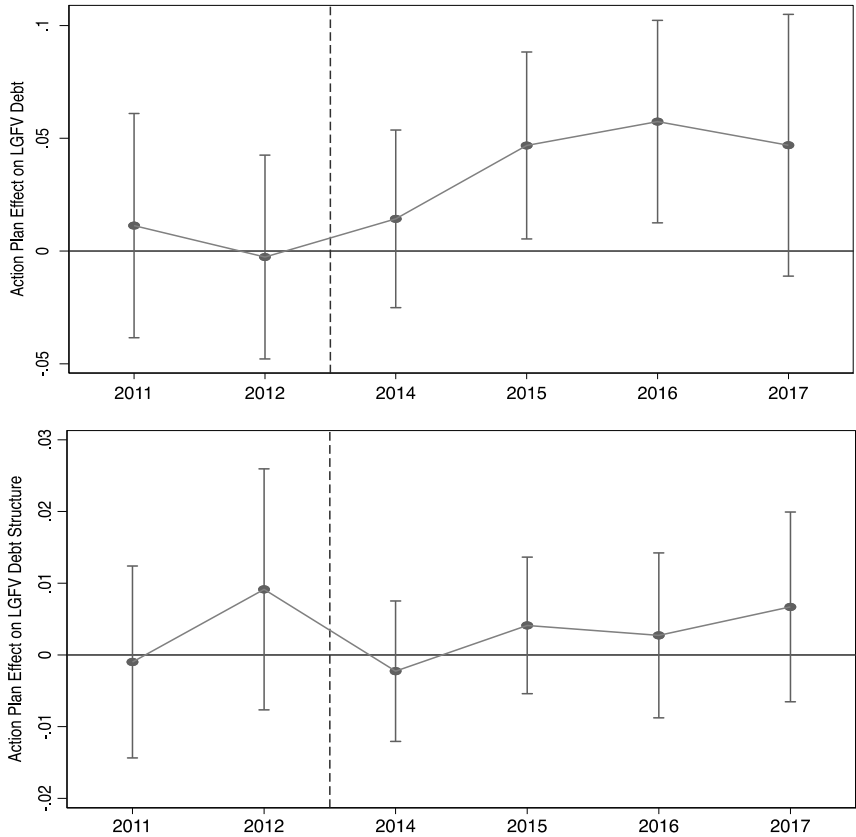 Action Plan Effect on LGFV Debt
.1
.05
0
-.05
2011 2012 2014 2015 2016 2017
Action Plan Effect on LGFV Debt Structure
.03
.02
.01
0
-.01
-.02
2011 2012 2014 2015 2016 2017